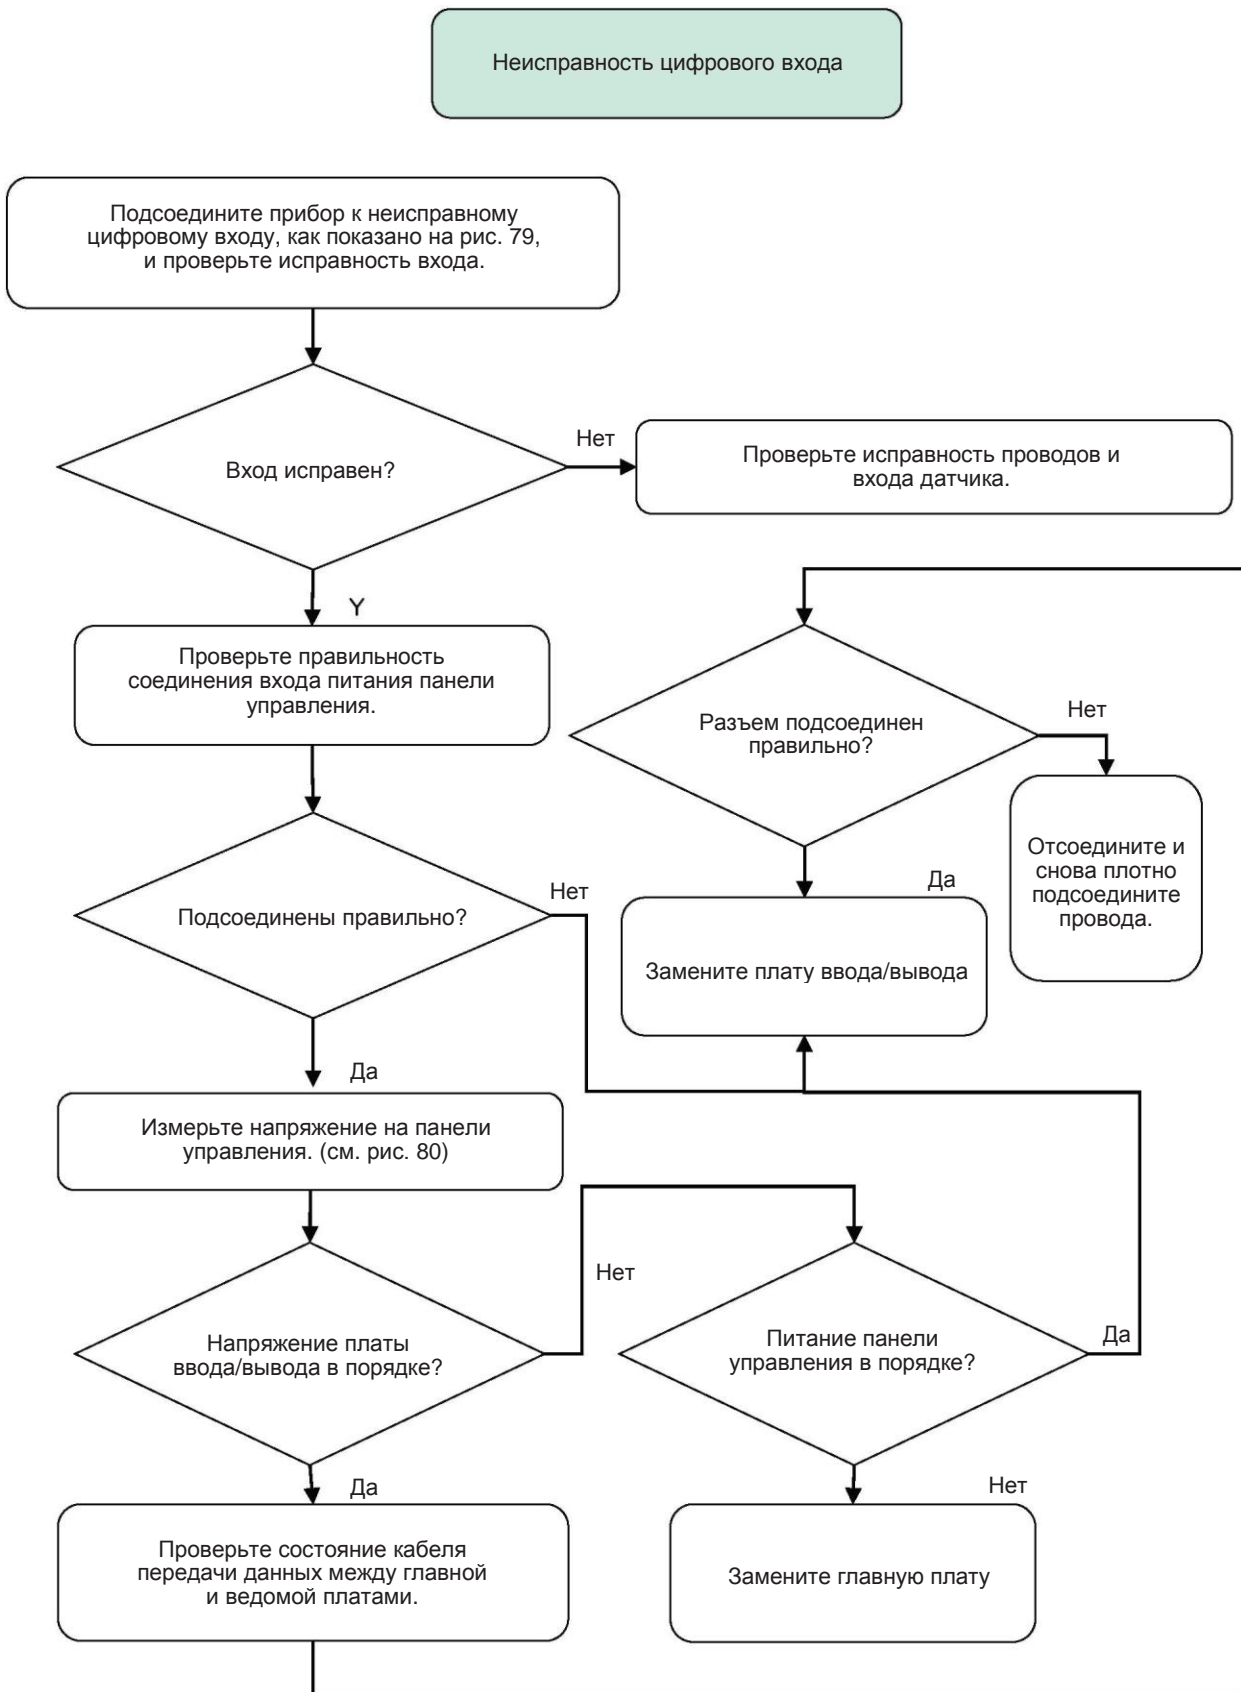 Неисправность цифрового входа
Подсоедините прибор к неисправному
цифровому входу, как показано на рис. 79,
и проверьте исправность входа.
Вход исправен?
Нет
Проверьте исправность проводов и
входа датчика.
Y
Проверьте правильность
соединения входа питания панели
управления.
Разъем подсоединен
правильно?
Нет
Отсоедините и
снова плотно
подсоедините
провода.
Да
Замените плату ввода/вывода
Подсоединены правильно?
Нет
Да
Измерьте напряжение на панели
управления. (см. рис. 80)
Напряжение платы
ввода/вывода в порядке?
Нет
Питание панели
управления в порядке?
Да
Да
Нет
Проверьте состояние кабеля
передачи данных между главной
и ведомой платами.
Замените главную плату